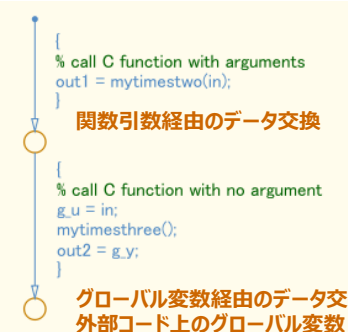 {
% call C function with arguments
out1 = mytimestwo(in);
}
関数引数経由のデータ交換
{
% call C function with no argument
g_u = in;
mytimesthree();
out2 = g_y;
}
グローバル変数経由のデータ交
外部コード上のグローバル変数